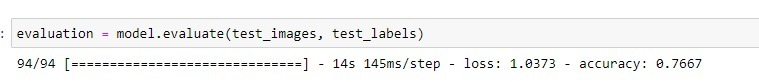 : evaluation = model.evaluate(test_images, test_labels)
94/94 [==============================] - 14s 145ms/step - loss: 1.0373 - accuracy: 0.7667